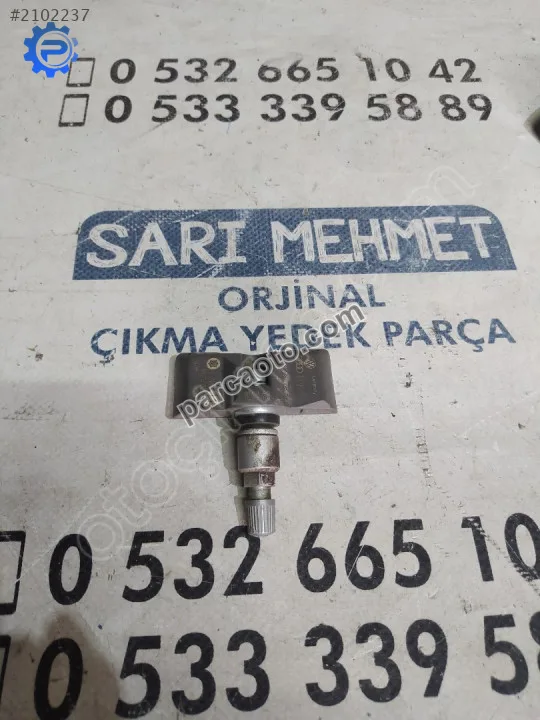 #2102237
0 532 665 10 42
0 533 339 58 89
SARI MEHMET
ORJİNAL
ÇIKMA YEDEK PARÇA
parcaoto.com
0 532 665 10
0 533 339 58